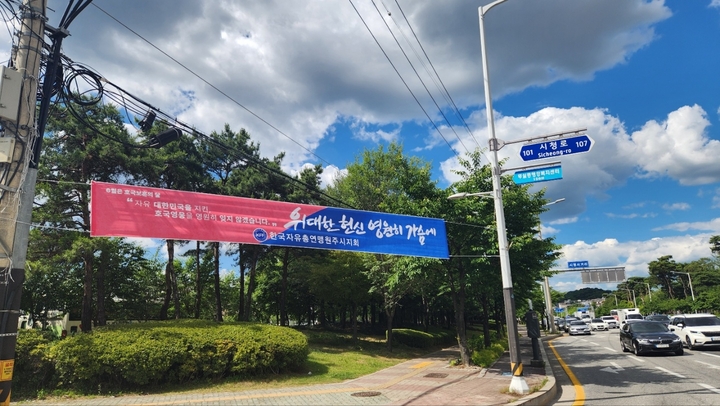 6월은 호국보훈의 달
"자유 대한민국을 지킨
호국영웅을 영원히 잊지 않겠습니다."
위대한 헌신 영원히 가슴에
한국자유총연맹원주시지회
101 시청로 107
Sicheong-ro